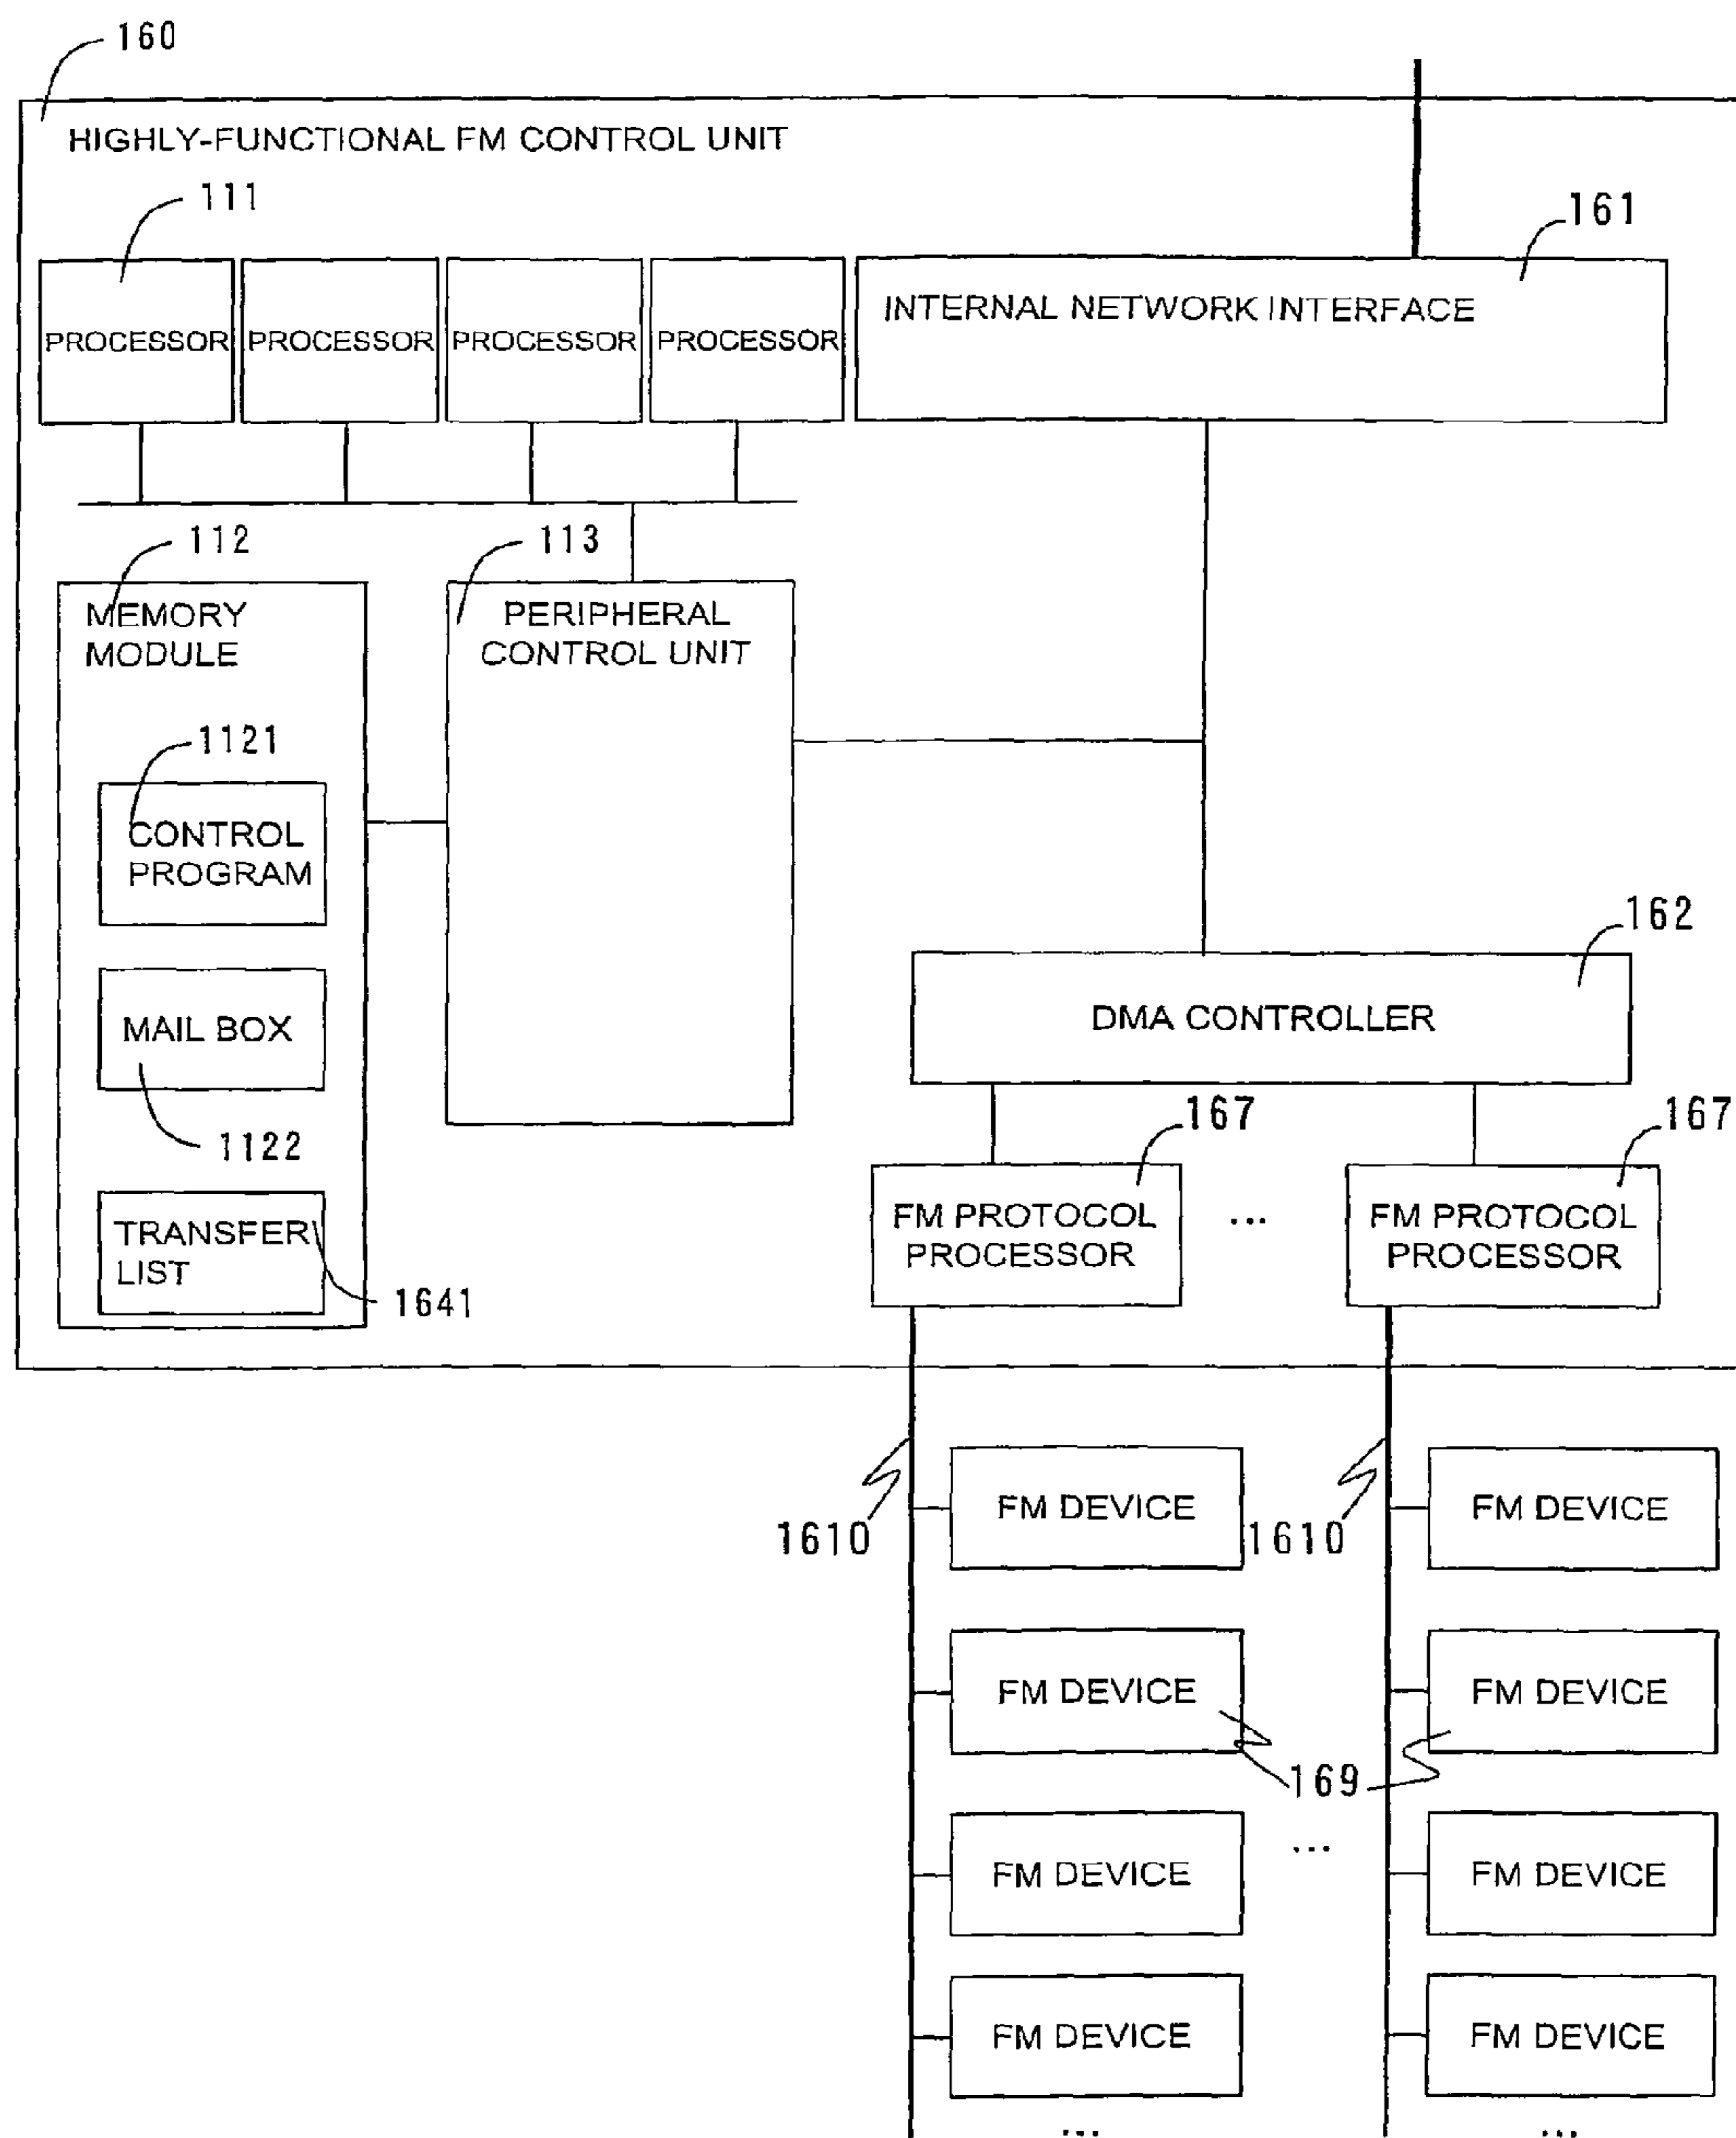 160
HIGHLY-FUNCTIONAL FM CONTROL UNIT
111
161
PROCESSOR
PROCESSOR
PROCESSOR
PROCESSOR
INTERNAL NETWORK INTERFACE
112
113
MEMORY
MODULE
PERIPHERAL
CONTROL UNIT
1121
CONTROL
PROGRAM
162
DMA CONTROLLER
MAIL BOX
1122
167
167
FM PROTOCOL
PROCESSOR
...
FM PROTOCOL
PROCESSOR
TRANSFER
LIST
1641
1610
FM DEVICE
1610
FM DEVICE
FM DEVICE
FM DEVICE
169
FM DEVICE
...
FM DEVICE
FM DEVICE
FM DEVICE
...
...